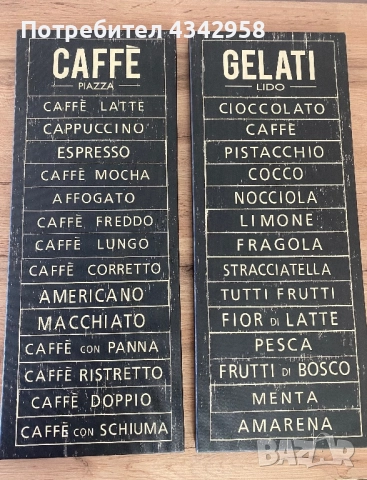 Потребител 4342958
CAFFÈ
PIAZZA
CAFFÈ LATTE
CAPPUCCINO
ESPRESSO
CAFFÈ MOCHA
AFFOGATO
CAFFÈ FREDDO
CAFFÈ LUNGO
CAFFÈ CORRETTO
AMERICANO
MACCHIATO
CAFFÈ CON PANNA
CAFFÈ RISTRETTO
CAFFÈ DOPPIO
CAFFÈ CON SCHIUMA
GELATI
LIDO
CIOCCOLATO
CAFFÈ
PISTACCHIO
COCCO
NOCCIOLA
LIMONE
FRAGOLA
STRACCIATELLA
TUTTI FRUTTI
FIOR di LATTE
PESCA
FRUTTI DI BOSCO
MENTA
AMARENA
BAZAR